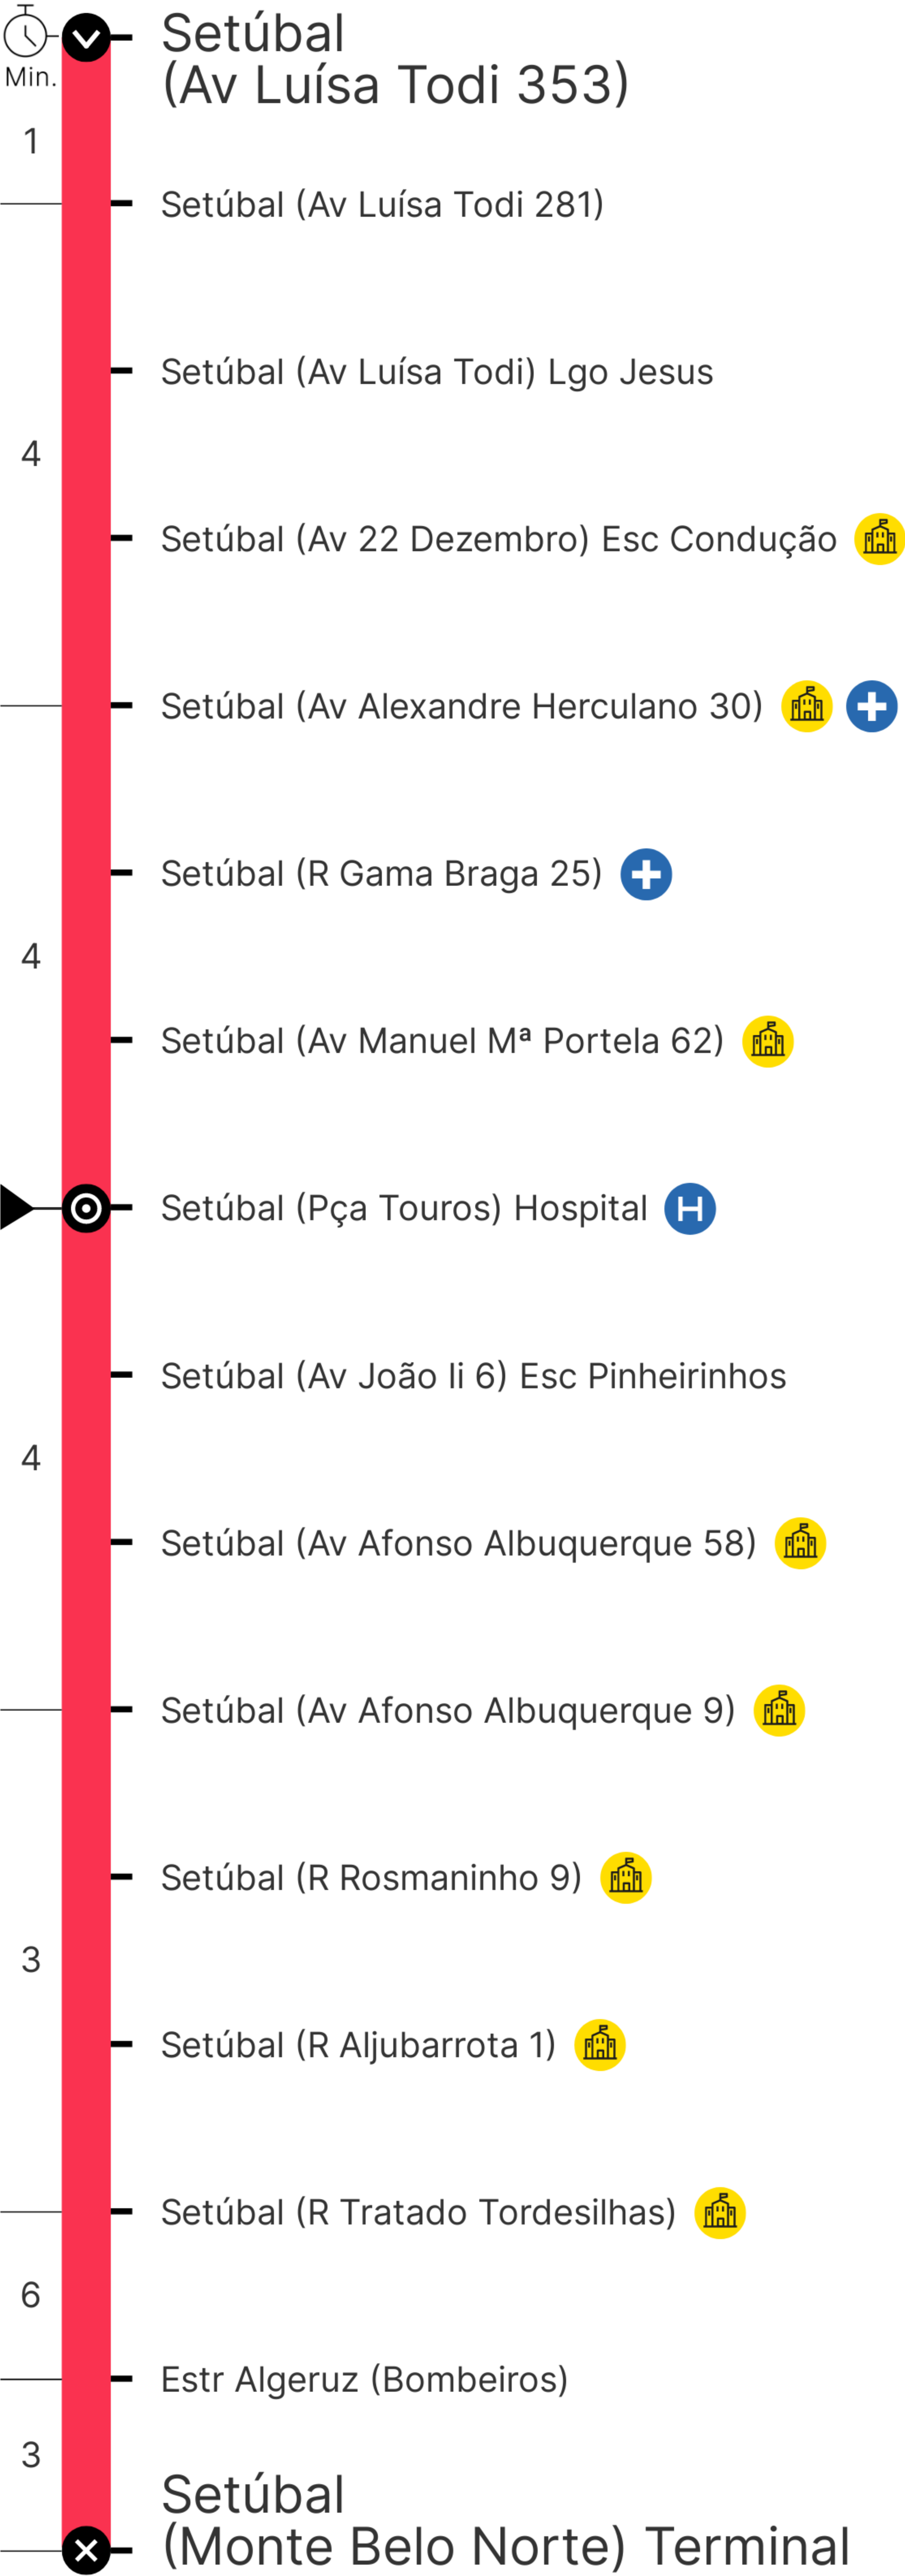 Setúbal
(Av Luísa Todi 353)
Min.
1
Setúbal (Av Luísa Todi 281)
Setúbal (Av Luísa Todi) Lgo Jesus
4
Setúbal (Av 22 Dezembro) Esc Condução
Setúbal (Av Alexandre Herculano 30)
Setúbal (R Gama Braga 25)
4
Setúbal (Av Manuel Mª Portela 62)
Setúbal (Pça Touros) Hospital H
Setúbal (Av João Ii 6) Esc Pinheirinhos
4
Setúbal (Av Afonso Albuquerque 58)
Setúbal (Av Afonso Albuquerque 9)
Setúbal (R Rosmaninho 9)
3
Setúbal (R Aljubarrota 1)
Setúbal (R Tratado Tordesilhas)
6
Estr Algeruz (Bombeiros)
3
Setúbal
(Monte Belo Norte) Terminal